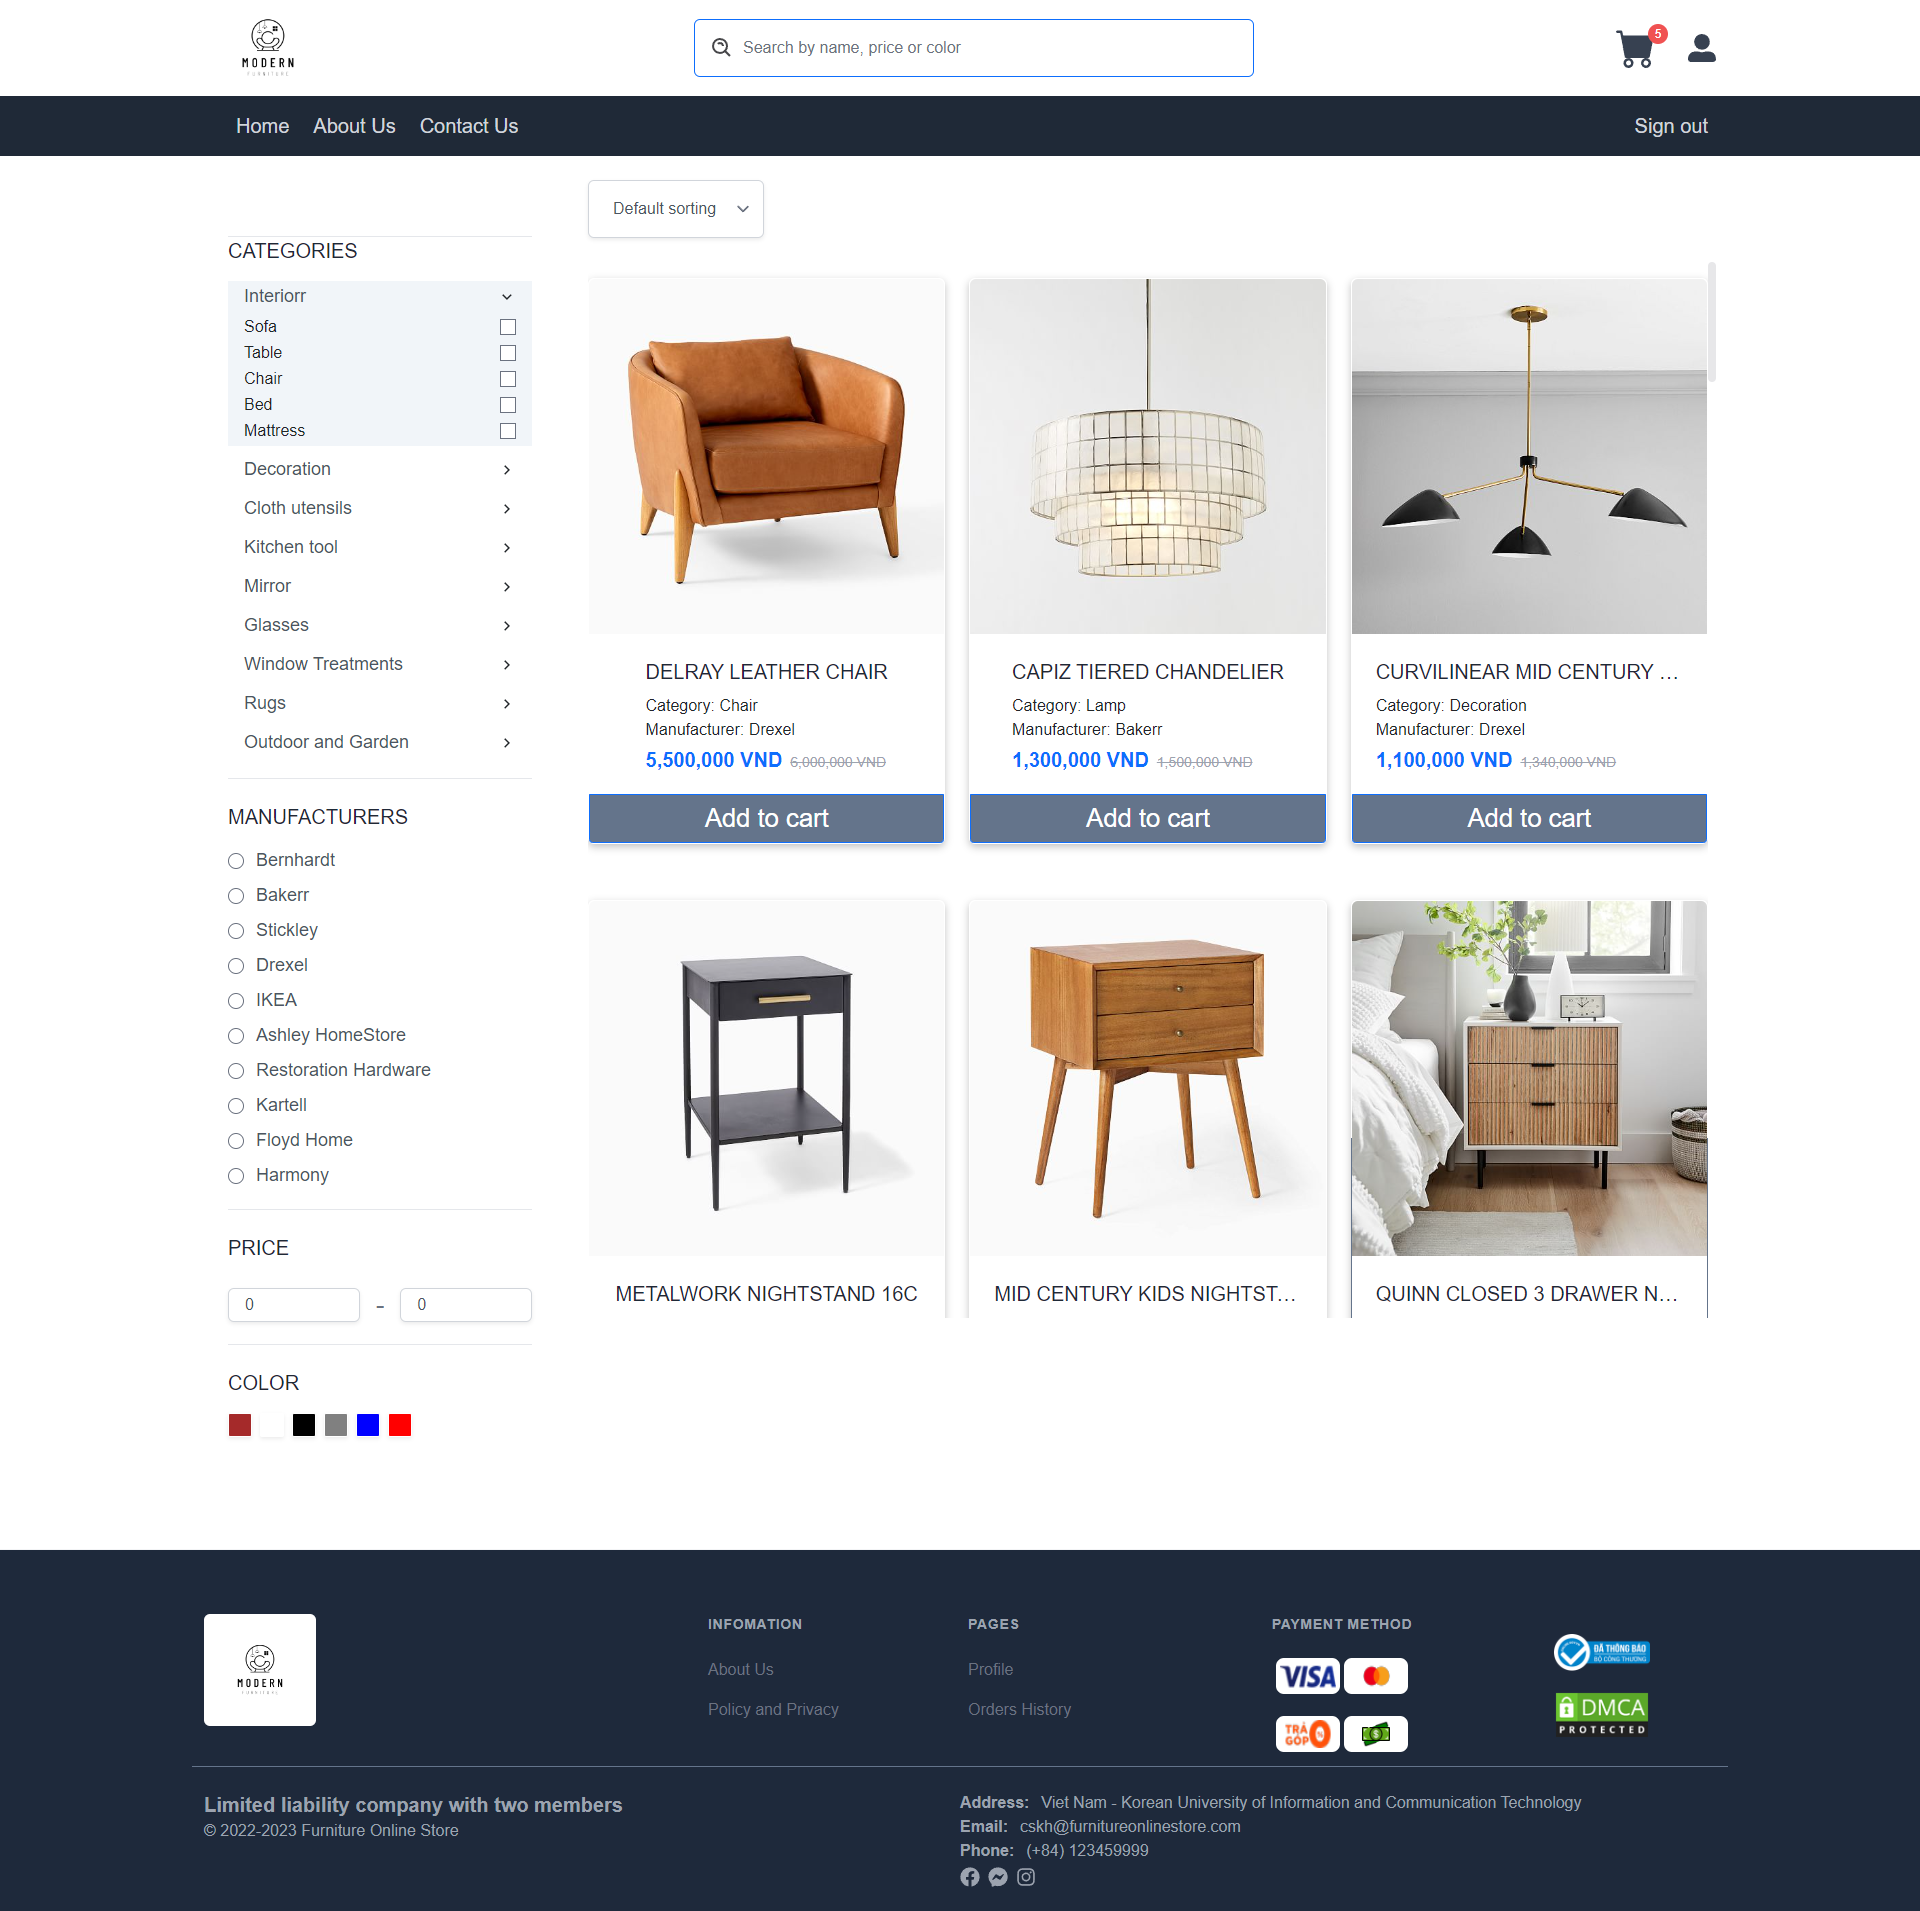 MODERN
FURNITURE
Search by name, price or color
5
Home
About Us
Contact Us
Sign out
Default sorting
CATEGORIES
Interiorr
Sofa
Table
Chair
Bed
Mattress
Decoration
Cloth utensils
Kitchen tool
Mirror
Glasses
Window Treatments
Rugs
Outdoor and Garden
MANUFACTURERS
Bernhardt
Bakerr
Stickley
Drexel
IKEA
Ashley HomeStore
Restoration Hardware
Kartell
Floyd Home
Harmony
PRICE
0 - 0
COLOR
DELRAY LEATHER CHAIR
Category: Chair
Manufacturer: Drexel
5,500,000 VND 6,000,000 VND
Add to cart
CAPIZ TIERED CHANDELIER
Category: Lamp
Manufacturer: Bakerr
1,300,000 VND 1,500,000 VND
Add to cart
CURVILINEAR MID CENTURY ...
Category: Decoration
Manufacturer: Drexel
1,100,000 VND 1,340,000 VND
Add to cart
METALWORK NIGHTSTAND 16C
MID CENTURY KIDS NIGHTST...
QUINN CLOSED 3 DRAWER N...
MODERN
FURNITURE
INFOMATION
About Us
Policy and Privacy
PAGES
Profile
Orders History
PAYMENT METHOD
VISA
TRẢ
GÓP
ĐÃ THÔNG BÁO
BỘ CÔNG THƯƠNG
DMCA
PROTECTED
Limited liability company with two members
© 2022-2023 Furniture Online Store
Address: Viet Nam - Korean University of Information and Communication Technology
Email: cskh@furnitureonlinestore.com
Phone: (+84) 123459999